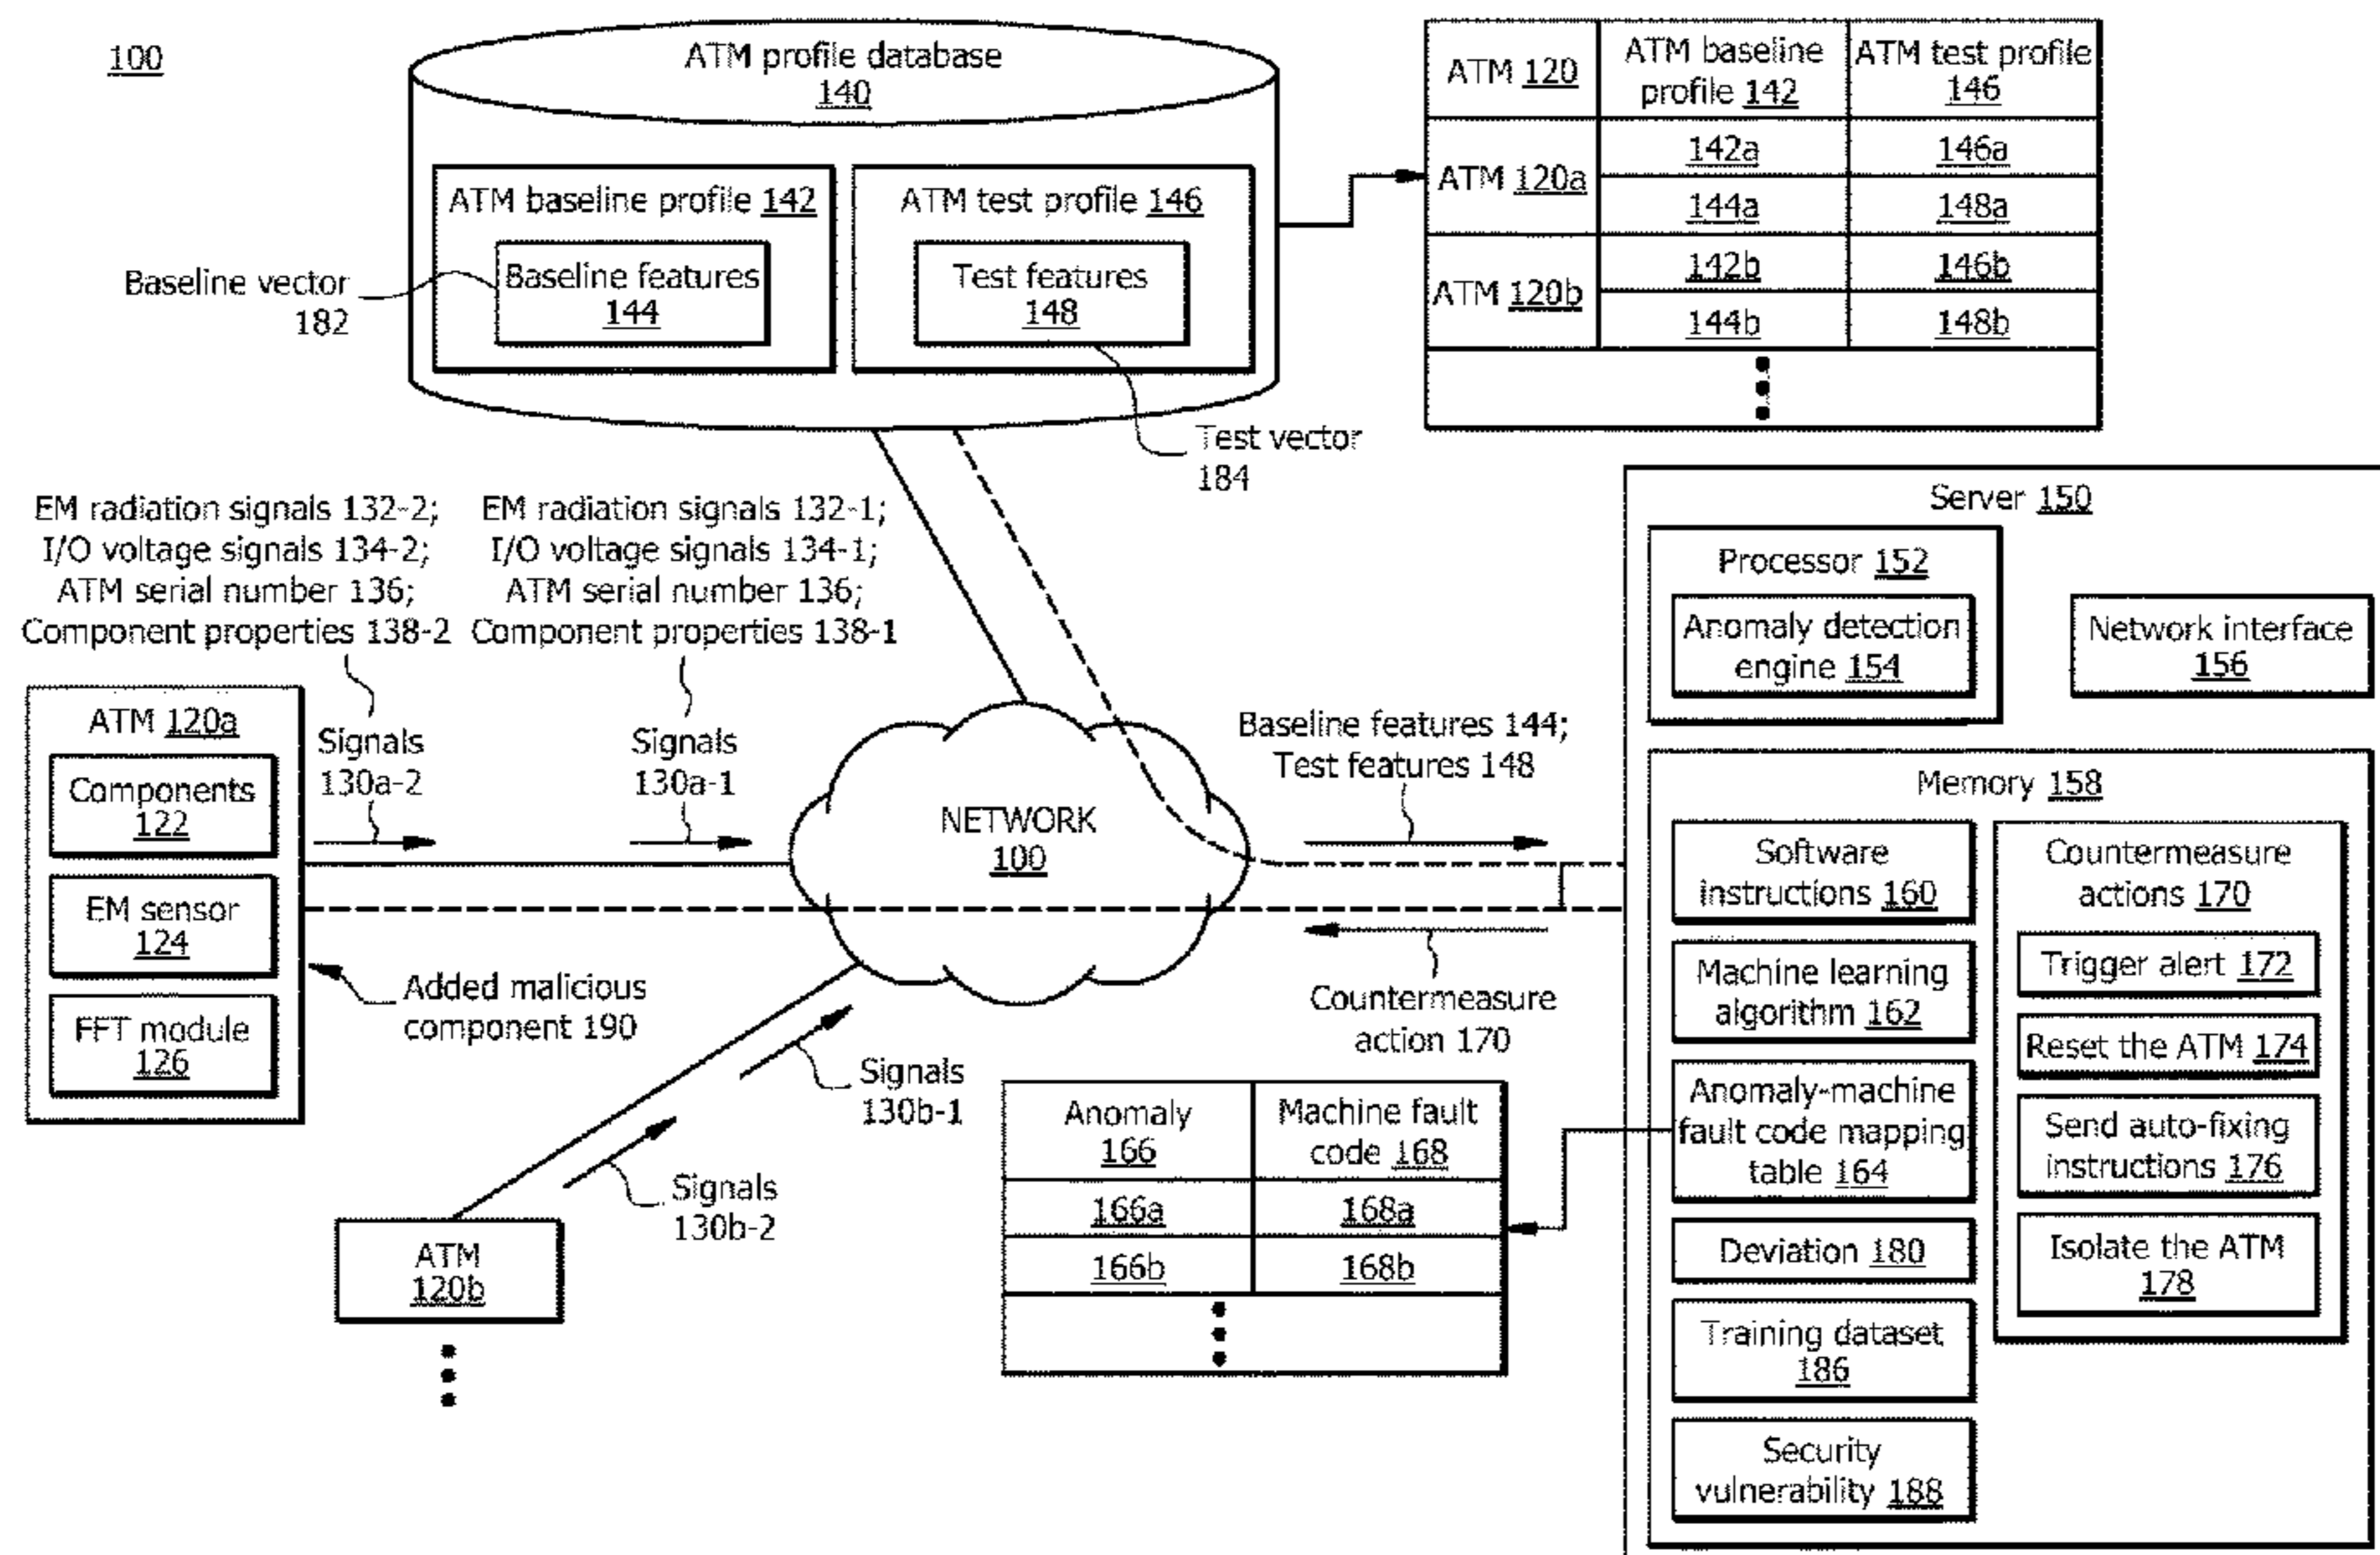 100
ATM profile database
140
ATM baseline profile 142
Baseline features
144
ATM test profile 146
Test features
148
Baseline vector
182
Test vector
184
ATM 120
ATM baseline
profile 142
ATM test profile
146
ATM 120a
142a
146a
144a
148a
ATM 120b
142b
146b
144b
148b
EM radiation signals 132-2;
I/O voltage signals 134-2;
ATM serial number 136;
Component properties 138-2
EM radiation signals 132-1;
I/O voltage signals 134-1;
ATM serial number 136;
Component properties 138-1
ATM 120a
Components
122
EM sensor
124
FFT module
126
Signals
130a-2
Signals
130a-1
Added malicious
component 190
NETWORK
100
Baseline features 144;
Test features 148
Countermeasure
action 170
Signals
130b-1
Signals
130b-2
ATM
120b
Anomaly
166
Machine fault
code 168
166a
168a
166b
168b
Server 150
Processor 152
Anomaly detection
engine 154
Network interface
156
Memory 158
Software
instructions 160
Machine learning
algorithm 162
Anomaly-machine
fault code mapping
table 164
Deviation 180
Training dataset
186
Security
vulnerability 188
Countermeasure
actions 170
Trigger alert 172
Reset the ATM 174
Send auto-fixing
instructions 176
Isolate the ATM
178